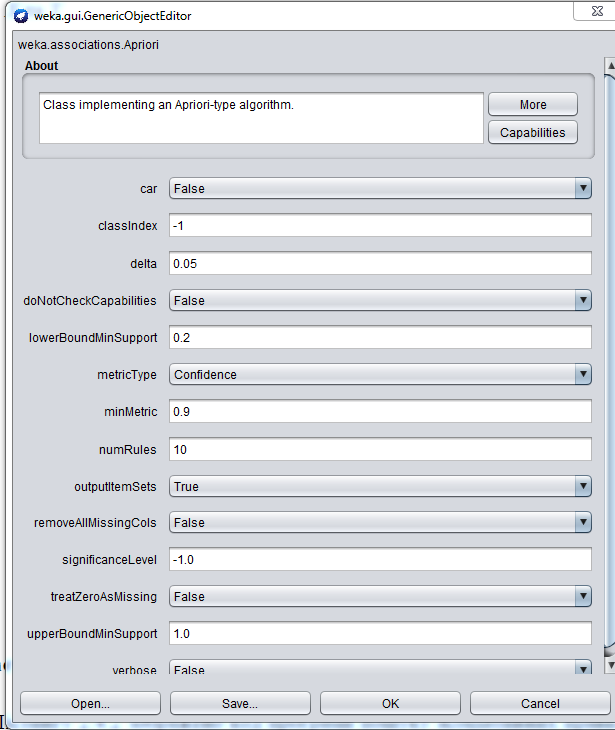 weka.gui.GenericObjectEditor
weka.associations.Apriori
About
Class implementing an Apriori-type algorithm.
More
Capabilities
car False
classIndex -1
delta 0.05
doNotCheckCapabilities False
lowerBoundMinSupport 0.2
metricType Confidence
minMetric 0.9
numRules 10
outputItemSets True
removeAllMissingCols False
significanceLevel -1.0
treatZeroAsMissing False
upperBoundMinSupport 1.0
verbose False
Open... Save... OK Cancel